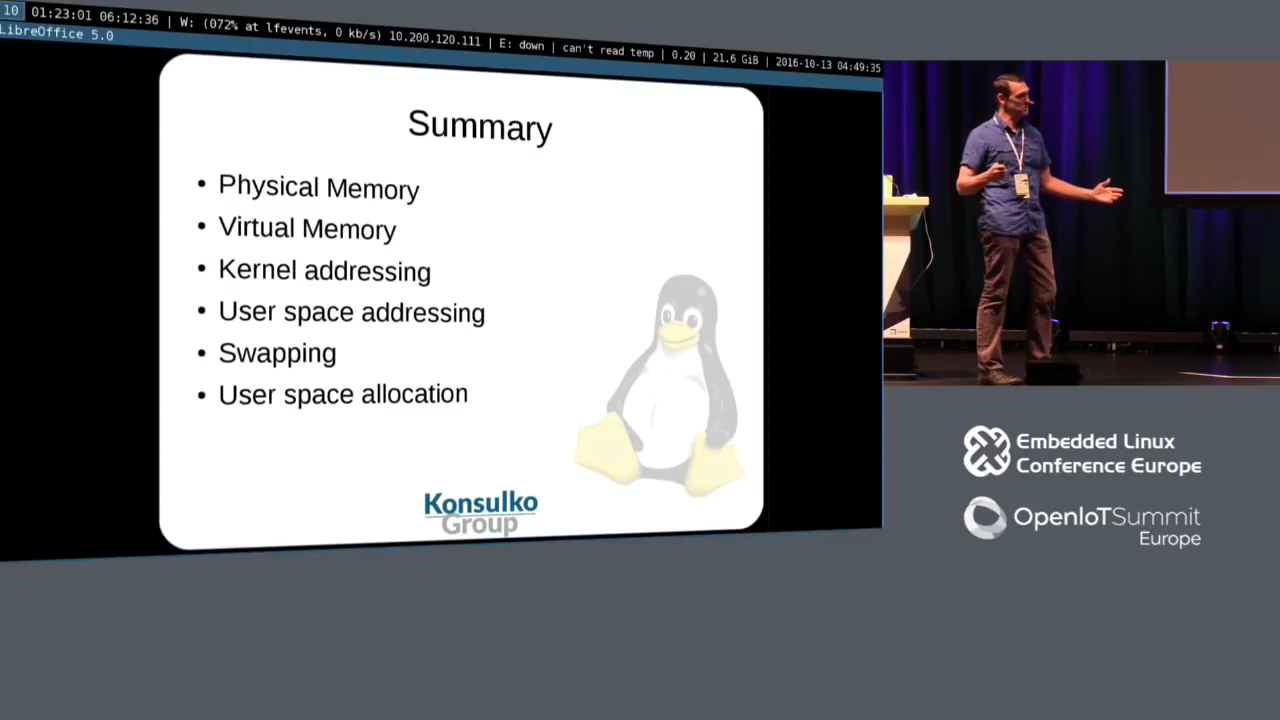 10 01:23:01 06:12:36 | W: (072% at lfevents, 0 kb/s) 10.200.120.111 | E: down | can't read temp | 0.20 | 21.6 GiB | 2016-10-13 04:49:35
LibreOffice 5.0
Summary
• Physical Memory
• Virtual Memory
• Kernel addressing
• User space addressing
• Swapping
• User space allocation
Konsulko
Group
Embedded Linux
Conference Europe
OpenIoTSummit
Europe